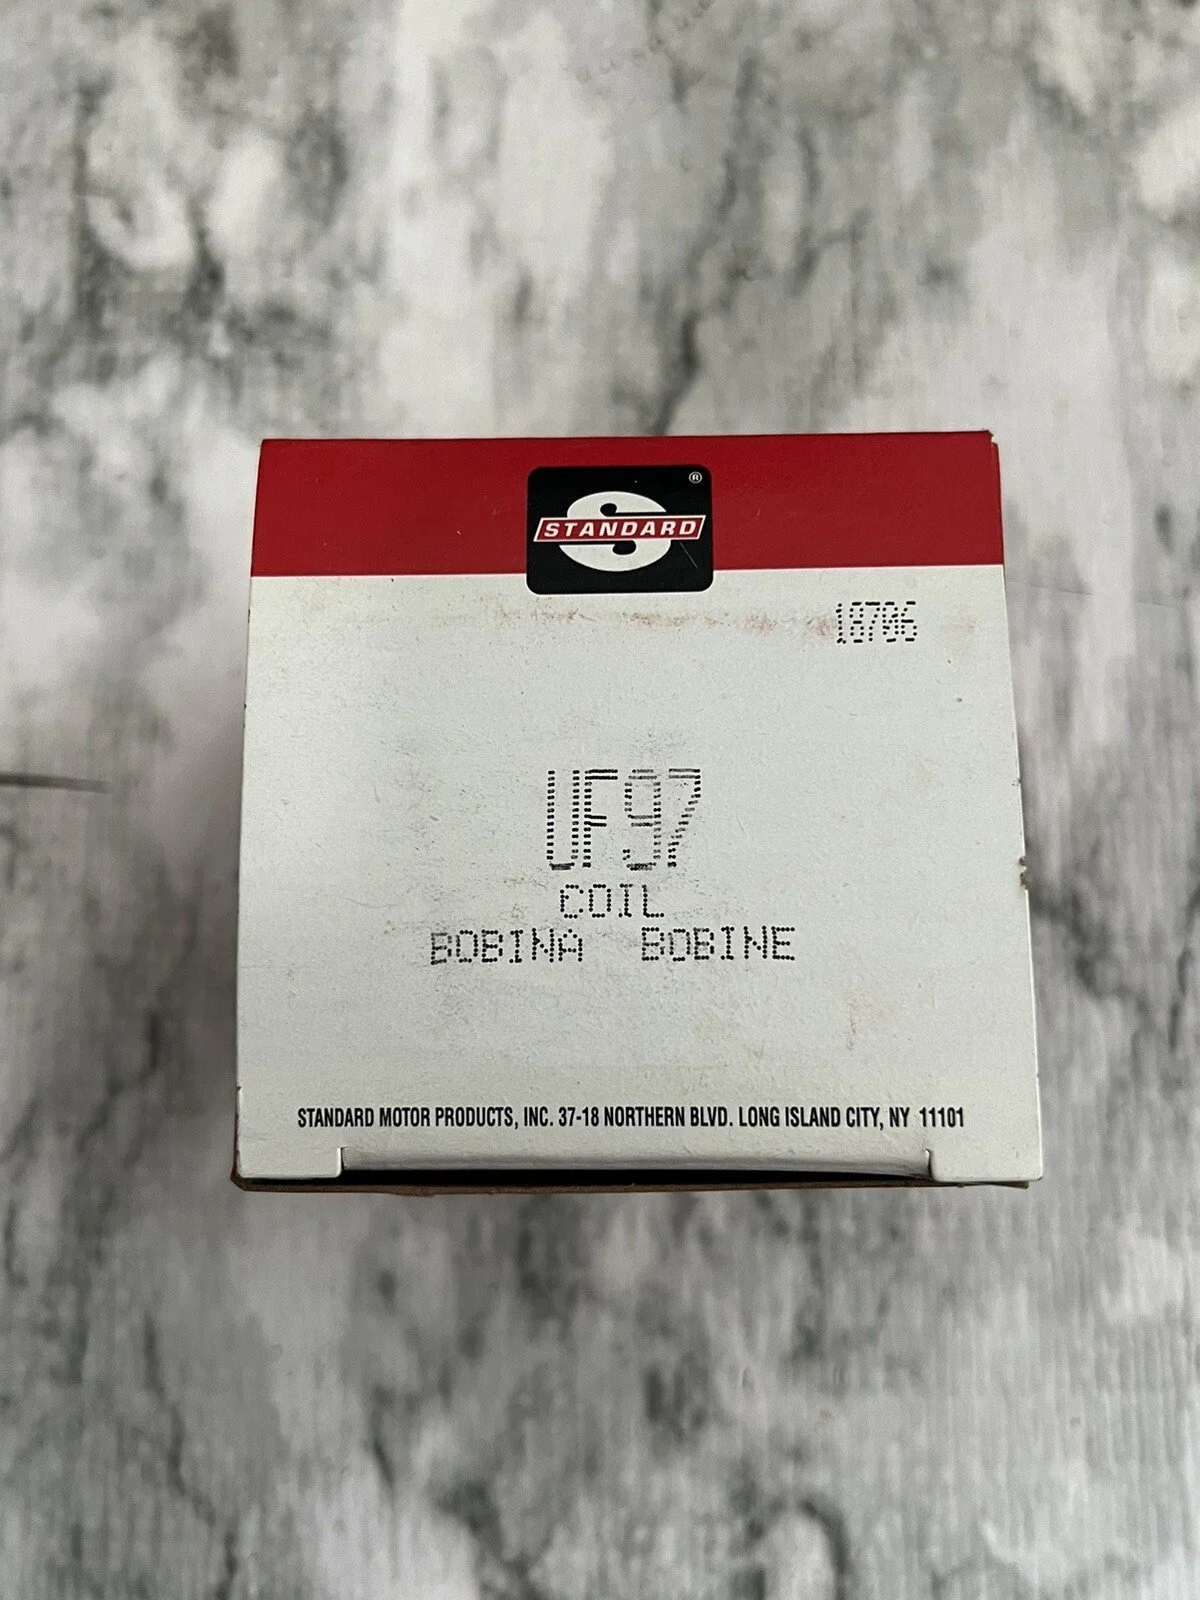 STANDARD®
18706
UF97
COIL
BOBINA BOBINE
STANDARD MOTOR PRODUCTS, INC. 37-18 NORTHERN BLVD. LONG ISLAND CITY, NY 11101